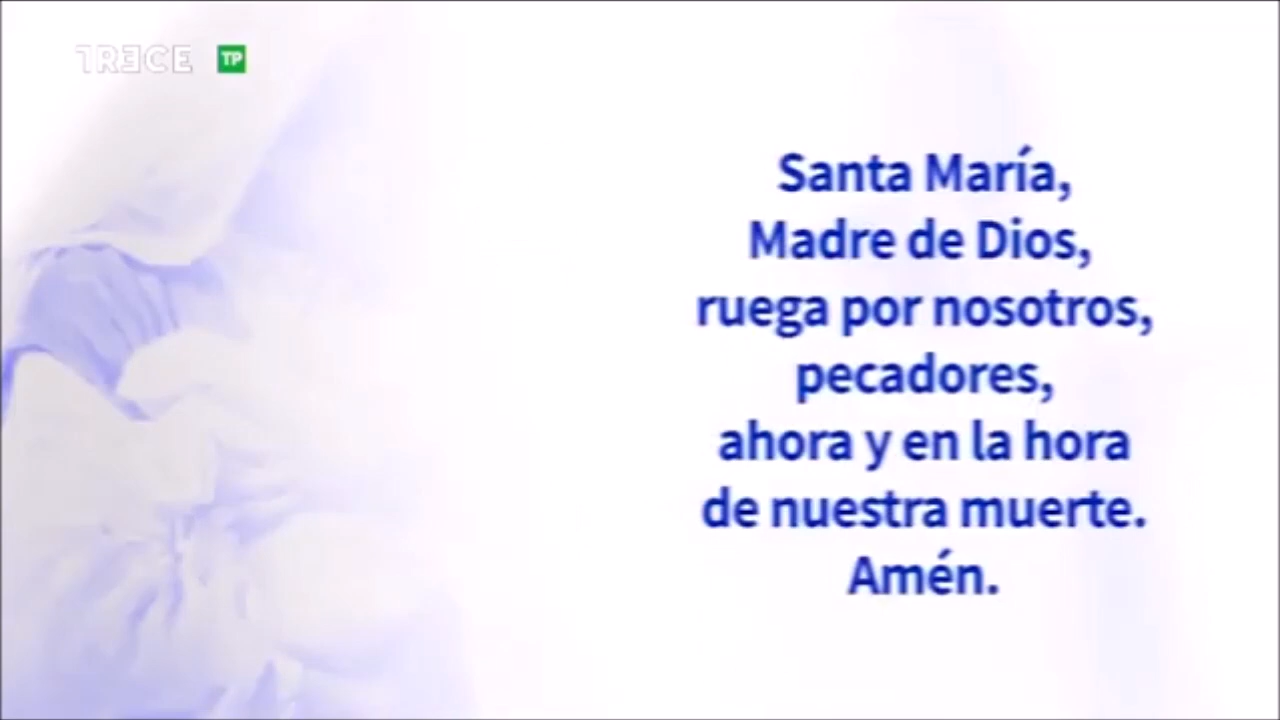 TRECE TP
Santa María,
Madre de Dios,
ruega por nosotros,
pecadores,
ahora y en la hora
de nuestra muerte.
Amén.